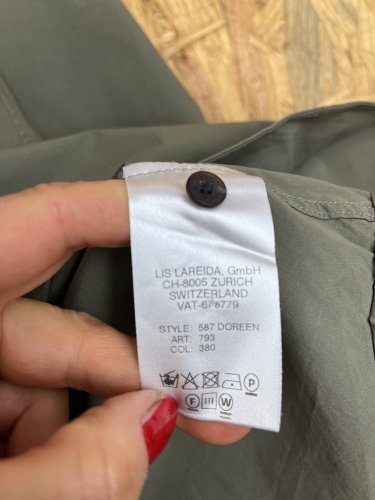 LIS LAREIDA, GmbH
CH-8005 ZURICH
SWITZERLAND
STYLE: 587 DOREEN
ART: 793
COL: 380
P
F W